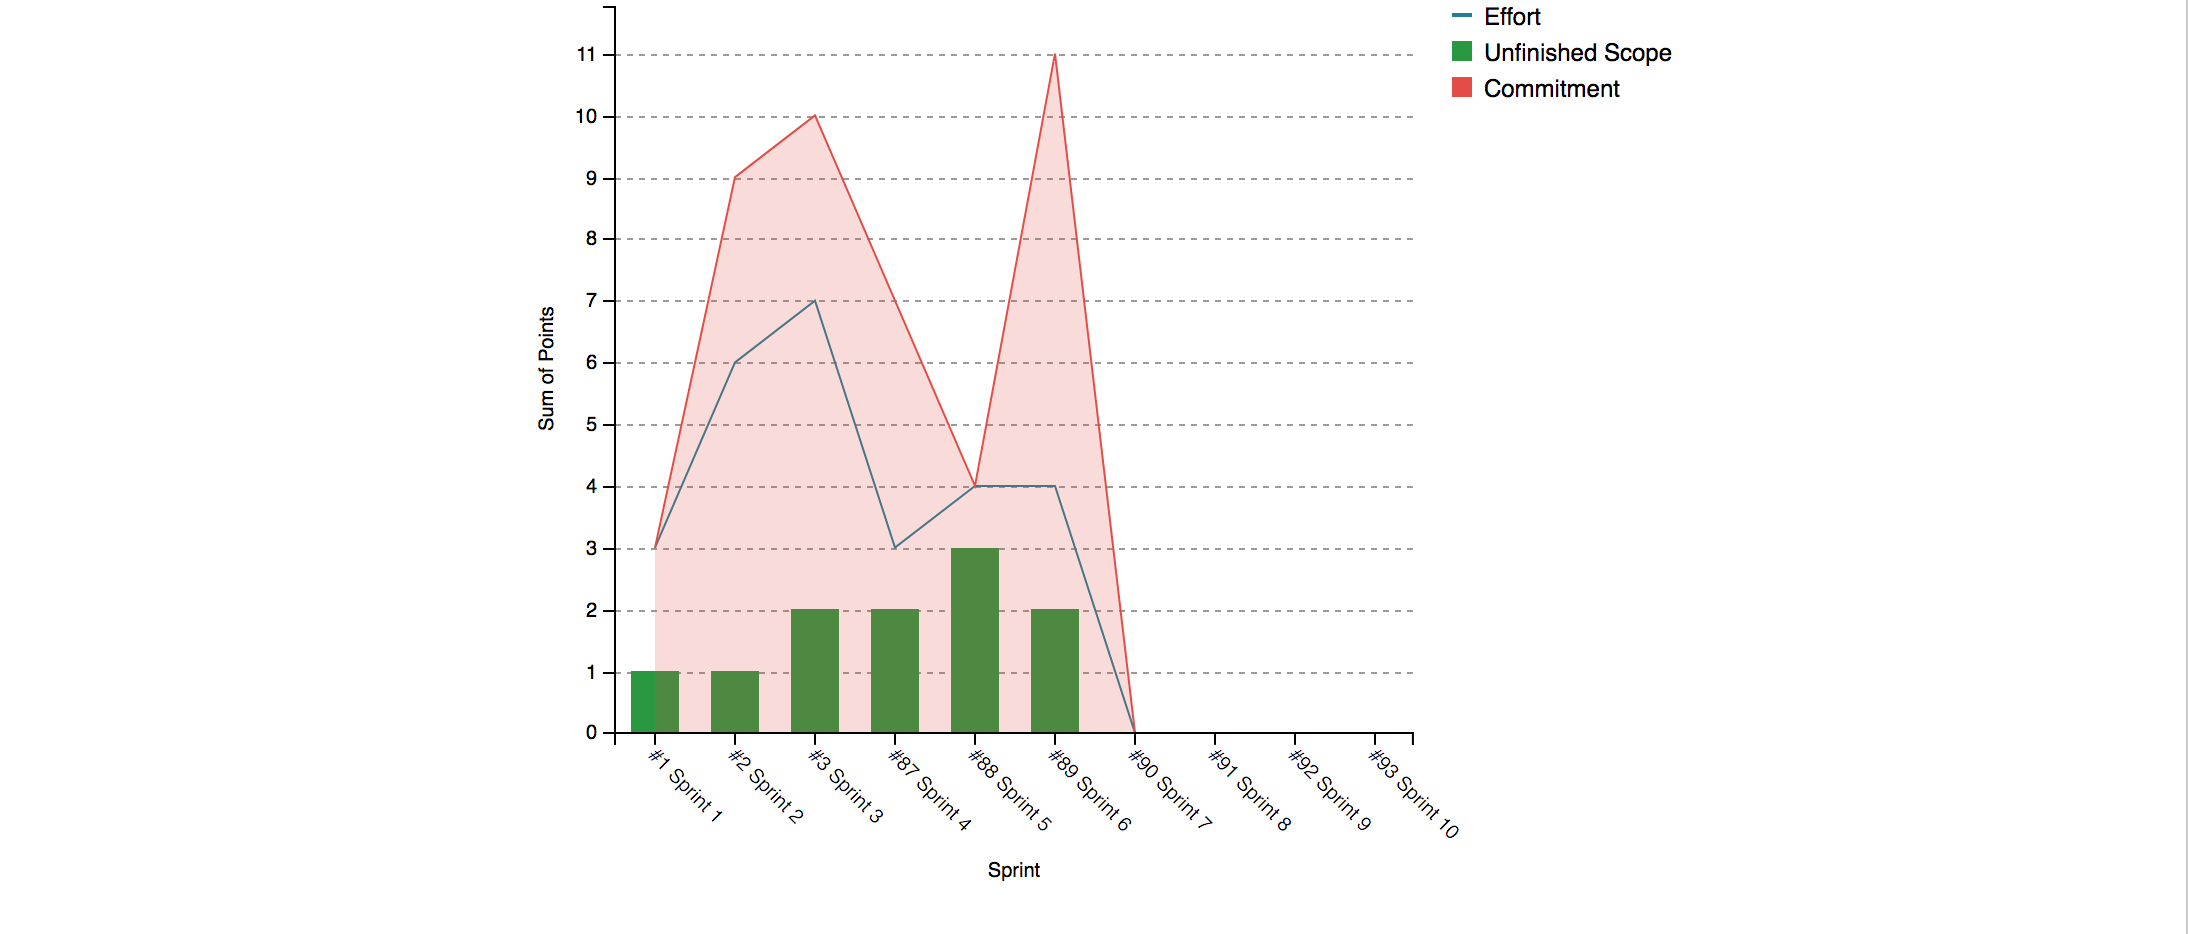 Effort
Unfinished Scope
Commitment
11
10
9
8
7
6
5
4
3
2
1
0
Sum of Points
#1 Sprint 1
#2 Sprint 2
#3 Sprint 3
#87 Sprint 4
#88 Sprint 5
#89 Sprint 6
#90 Sprint 7
#91 Sprint 8
#92 Sprint 9
#93 Sprint 10
Sprint